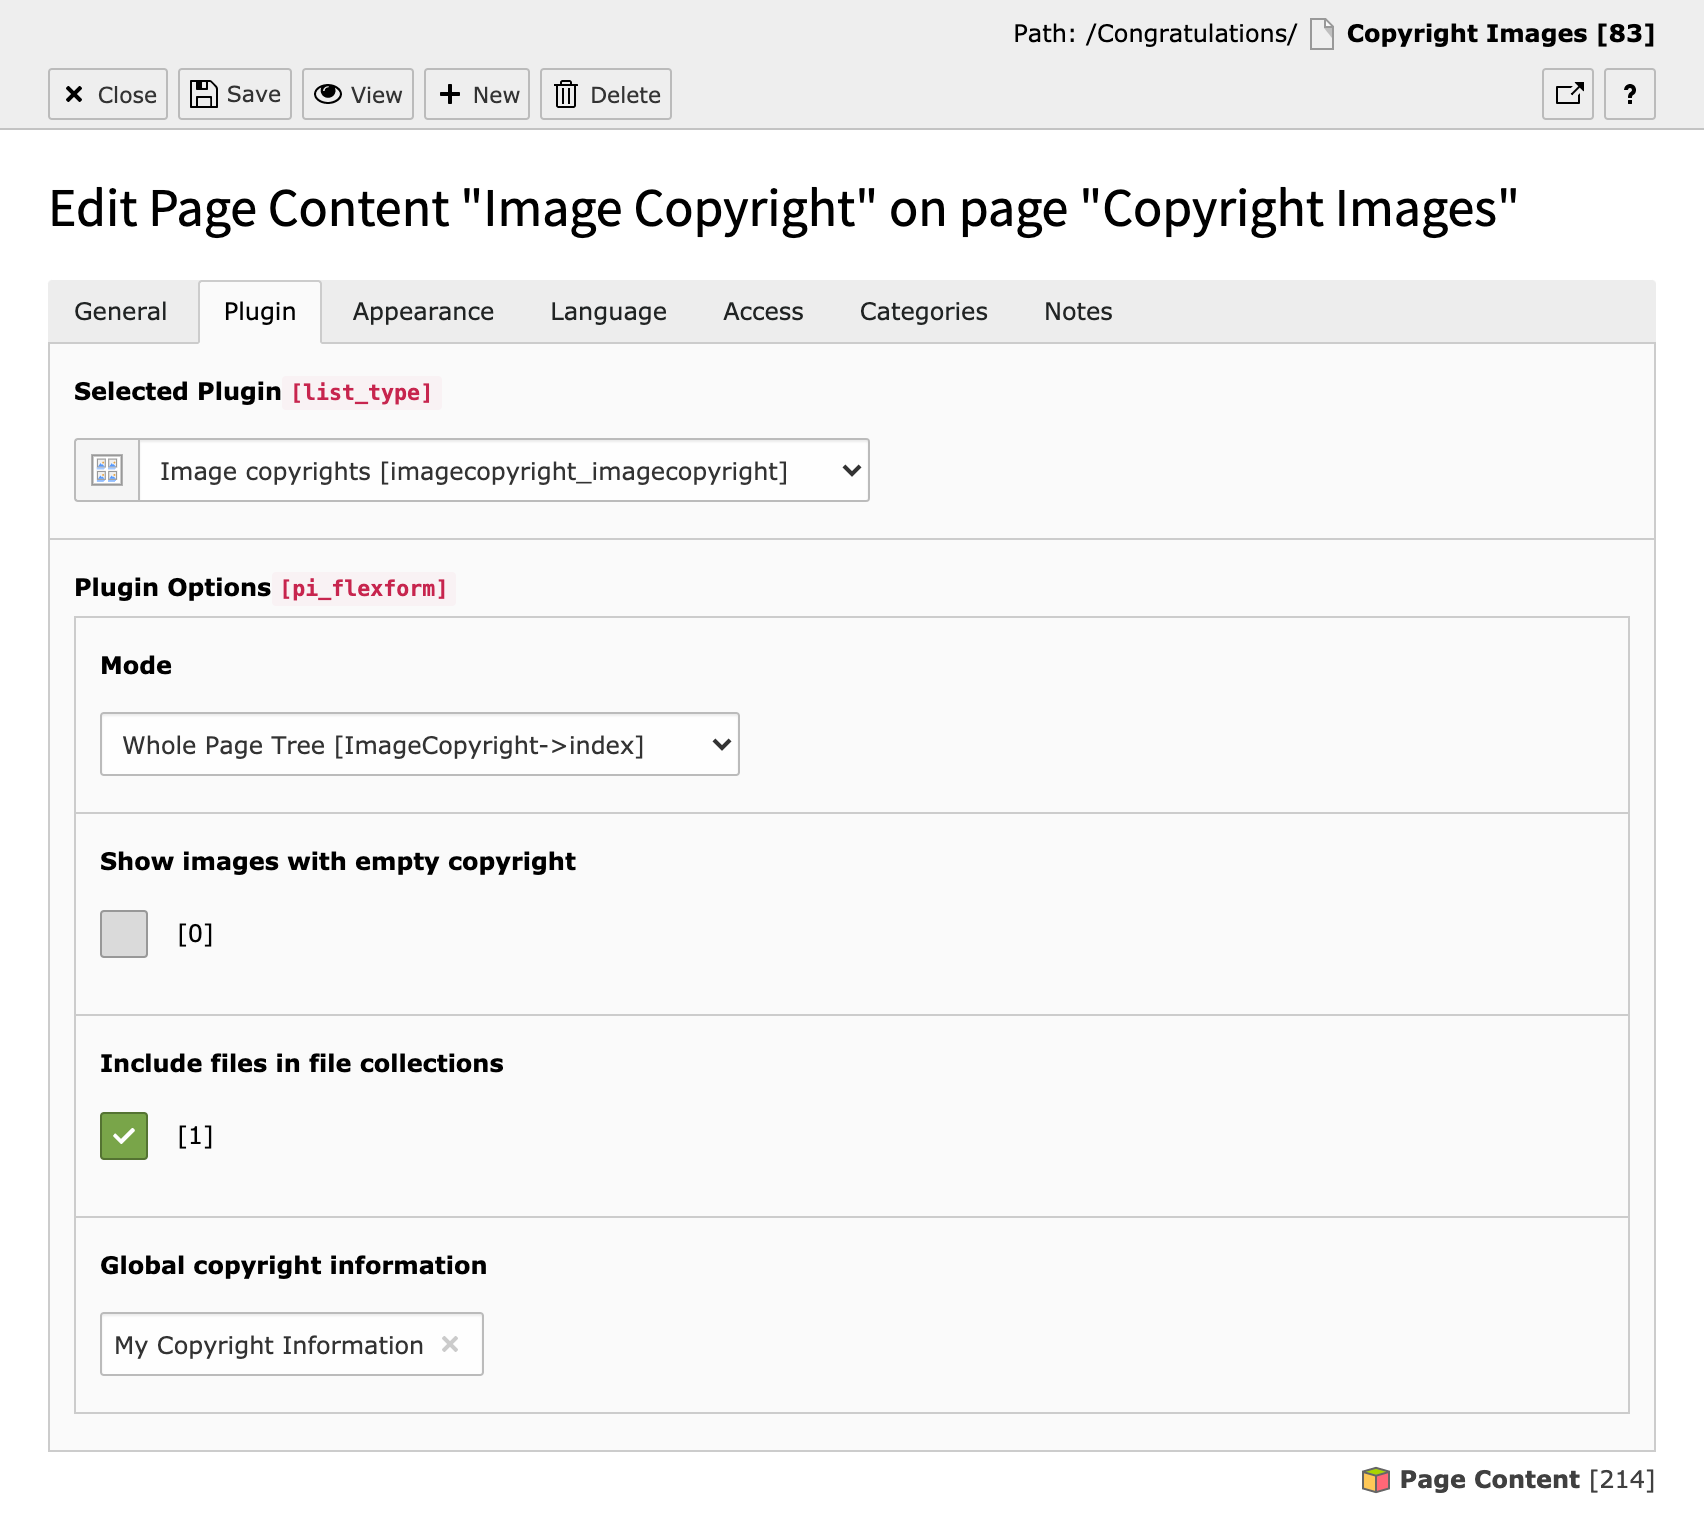 Path: /Congratulations/ Copyright Images [83]
Close Save View New Delete ?
Edit Page Content "Image Copyright" on page "Copyright Images"
General Plugin Appearance Language Access Categories Notes
Selected Plugin [list_type]
Image copyrights [imagecopyright_imagecopyright]
Plugin Options [pi_flexform]
Mode
Whole Page Tree [ImageCopyright->index]
Show images with empty copyright
[0]
Include files in file collections
[1]
Global copyright information
My Copyright Information
Page Content [214]